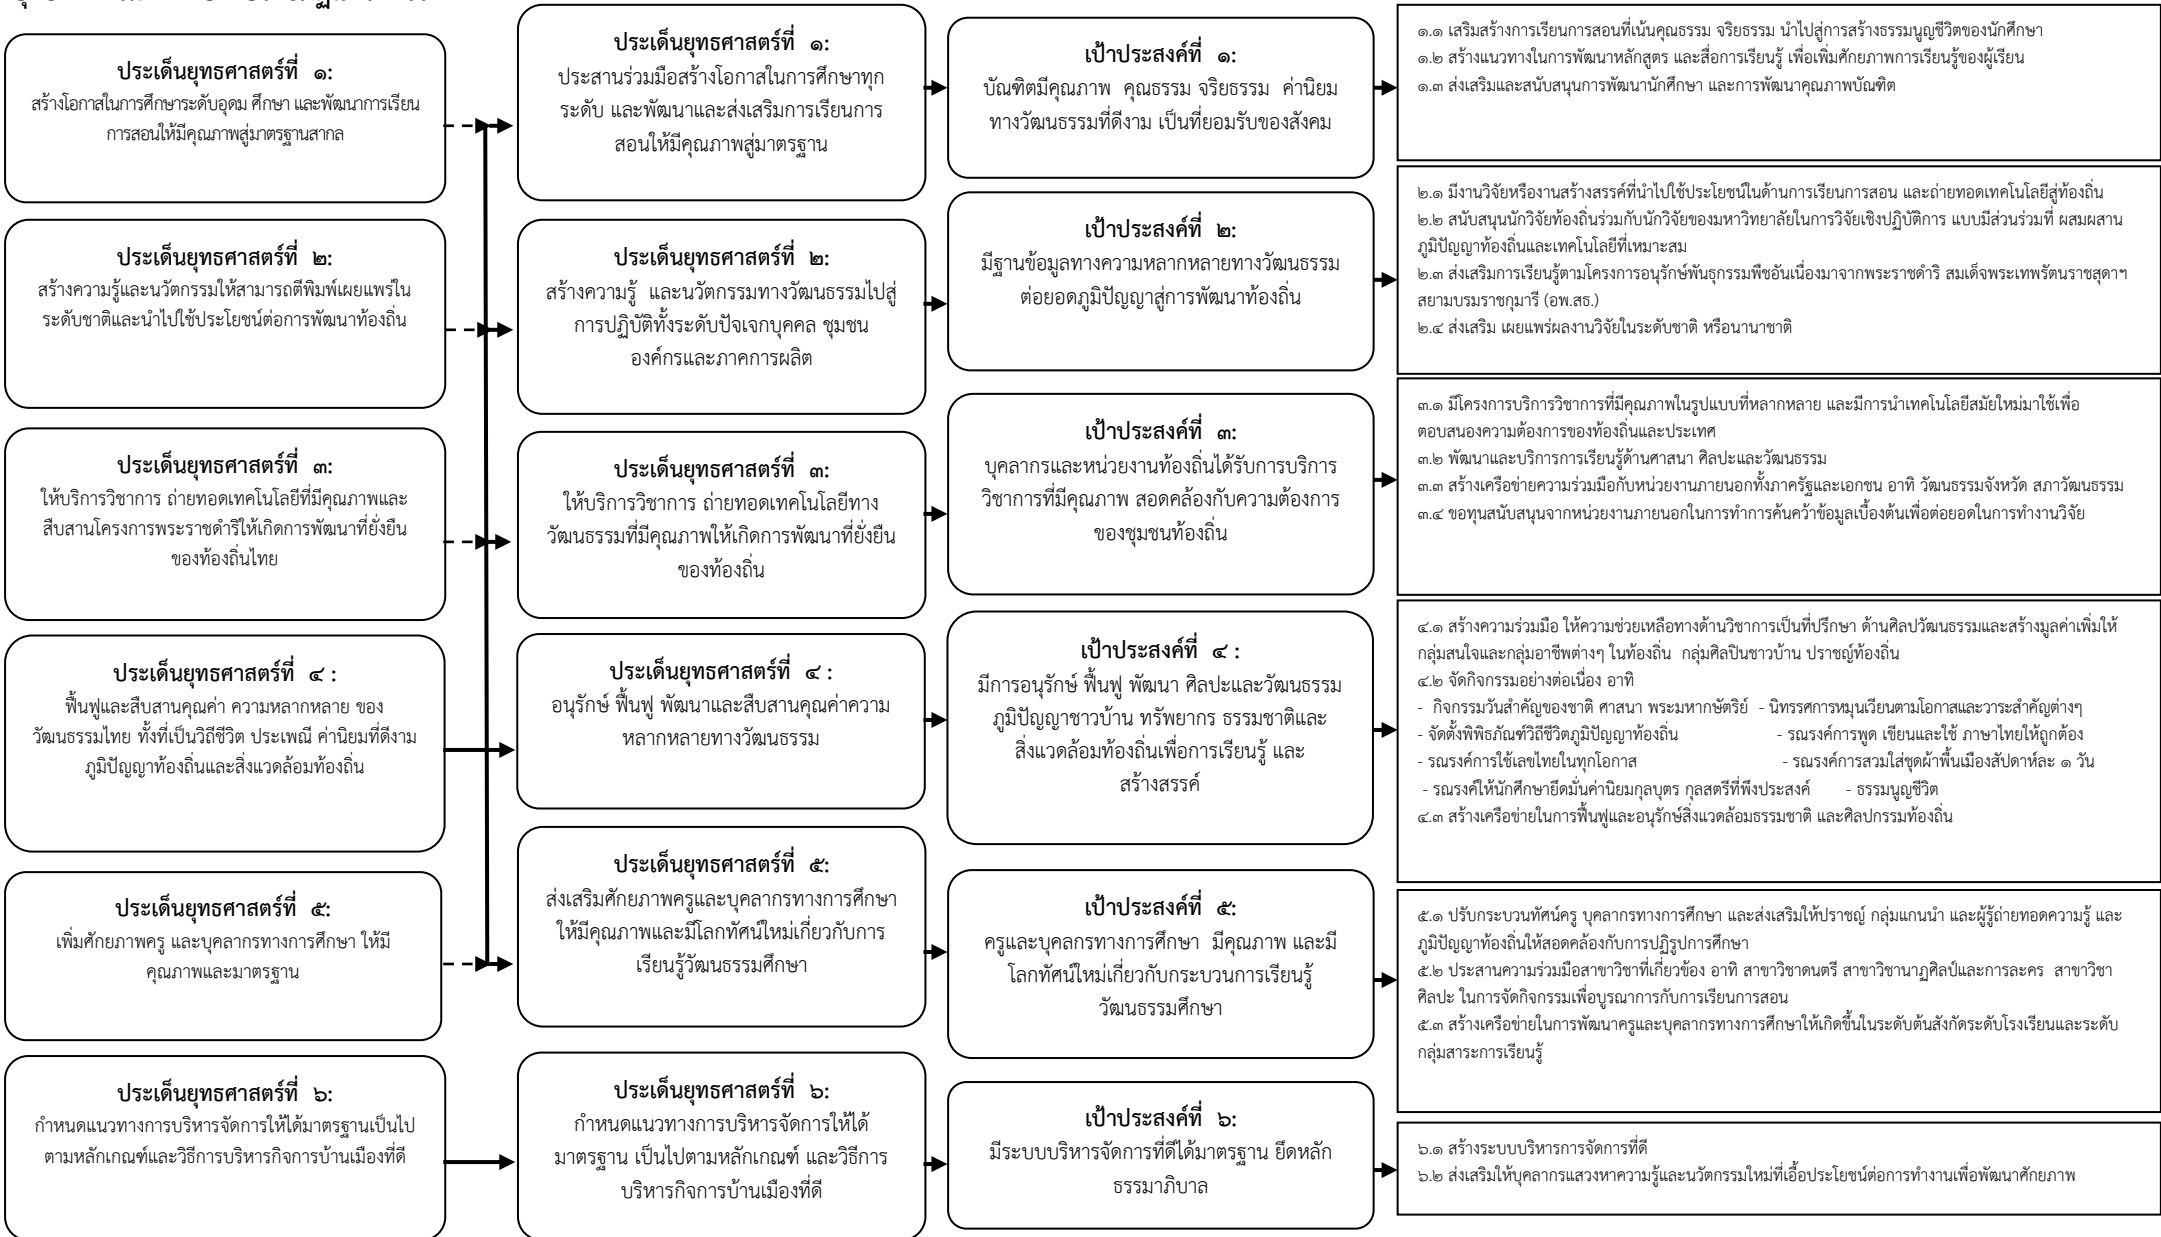 ประเด็นยุทธศาสตร์ที่ ๑:
สร้างโอกาสในการศึกษาระดับอุดม ศึกษา และพัฒนาการเรียน
การสอนให้มีคุณภาพสู่มาตรฐานสากล
ประเด็นยุทธศาสตร์ที่ ๒:
สร้างความรู้และนวัตกรรมให้สามารถตีพิมพ์เผยแพร่ใน
ระดับชาติและนำไปใช้ประโยชน์ต่อการพัฒนาท้องถิ่น
ประเด็นยุทธศาสตร์ที่ ๓:
ให้บริการวิชาการ ถ่ายทอดเทคโนโลยีที่มีคุณภาพและ
สืบสานโครงการพระราชดำริให้เกิดการพัฒนาที่ยั่งยืน
ของท้องถิ่นไทย
ประเด็นยุทธศาสตร์ที่ ๔ :
ฟื้นฟูและสืบสานคุณค่า ความหลากหลาย ของ
วัฒนธรรมไทย ทั้งที่เป็นวิถีชีวิต ประเพณี ค่านิยมที่ดีงาม
ภูมิปัญญาท้องถิ่นและสิ่งแวดล้อมท้องถิ่น
ประเด็นยุทธศาสตร์ที่ ๕:
เพิ่มศักยภาพครู และบุคลากรทางการศึกษา ให้มี
คุณภาพและมาตรฐาน
ประเด็นยุทธศาสตร์ที่ ๖:
กำหนดแนวทางการบริหารจัดการให้ได้มาตรฐานเป็นไป
ตามหลักเกณฑ์และวิธีการบริหารกิจการบ้านเมืองที่ดี
ประเด็นยุทธศาสตร์ที่ ๑:
ประสานร่วมมือสร้างโอกาสในการศึกษาทุก
ระดับ และพัฒนาและส่งเสริมการเรียนการ
สอนให้มีคุณภาพสู่มาตรฐาน
ประเด็นยุทธศาสตร์ที่ ๒:
สร้างความรู้ และนวัตกรรมทางวัฒนธรรมไปสู่
การปฏิบัติทั้งระดับปัจเจกบุคคล ชุมชน
องค์กรและภาคการผลิต
ประเด็นยุทธศาสตร์ที่ ๓:
ให้บริการวิชาการ ถ่ายทอดเทคโนโลยีทาง
วัฒนธรรมที่มีคุณภาพให้เกิดการพัฒนาที่ยั่งยืน
ของท้องถิ่น
ประเด็นยุทธศาสตร์ที่ ๔ :
อนุรักษ์ ฟื้นฟู พัฒนาและสืบสานคุณค่าความ
หลากหลายทางวัฒนธรรม
ประเด็นยุทธศาสตร์ที่ ๕:
ส่งเสริมศักยภาพครูและบุคลากรทางการศึกษา
ให้มีคุณภาพและมีโลกทัศน์ใหม่เกี่ยวกับการ
เรียนรู้วัฒนธรรมศึกษา
ประเด็นยุทธศาสตร์ที่ ๖:
กำหนดแนวทางการบริหารจัดการให้ได้
มาตรฐาน เป็นไปตามหลักเกณฑ์ และวิธีการ
บริหารกิจการบ้านเมืองที่ดี
เป้าประสงค์ที่ ๑:
บัณฑิตมีคุณภาพ คุณธรรม จริยธรรม ค่านิยม
ทางวัฒนธรรมที่ดีงาม เป็นที่ยอมรับของสังคม
เป้าประสงค์ที่ ๒:
มีฐานข้อมูลทางความหลากหลายทางวัฒนธรรม
ต่อยอดภูมิปัญญาสู่การพัฒนาท้องถิ่น
เป้าประสงค์ที่ ๓:
บุคลากรและหน่วยงานท้องถิ่นได้รับการบริการ
วิชาการที่มีคุณภาพ สอดคล้องกับความต้องการ
ของชุมชนท้องถิ่น
เป้าประสงค์ที่ ๔ :
มีการอนุรักษ์ ฟื้นฟู พัฒนา ศิลปะและวัฒนธรรม
ภูมิปัญญาชาวบ้าน ทรัพยากร ธรรมชาติและ
สิ่งแวดล้อมท้องถิ่นเพื่อการเรียนรู้ และ
สร้างสรรค์
เป้าประสงค์ที่ ๕:
ครูและบุคลกรทางการศึกษา มีคุณภาพ และมี
โลกทัศน์ใหม่เกี่ยวกับกระบวนการเรียนรู้
วัฒนธรรมศึกษา
เป้าประสงค์ที่ ๖:
มีระบบบริหารจัดการที่ดีได้มาตรฐาน ยึดหลัก
ธรรมาภิบาล
๑.๑ เสริมสร้างการเรียนการสอนที่เน้นคุณธรรม จริยธรรม นำไปสู่การสร้างธรรมนูญชีวิตของนักศึกษา
๑.๒ สร้างแนวทางในการพัฒนาหลักสูตร และสื่อการเรียนรู้ เพื่อเพิ่มศักยภาพการเรียนรู้ของผู้เรียน
๑.๓ ส่งเสริมและสนับสนุนการพัฒนานักศึกษา และการพัฒนาคุณภาพบัณฑิต
๒.๑ มีงานวิจัยหรืองานสร้างสรรค์ที่นำไปใช้ประโยชน์ในด้านการเรียนการสอน และถ่ายทอดเทคโนโลยีสู่ท้องถิ่น
๒.๒ สนับสนุนนักวิจัยท้องถิ่นร่วมกับนักวิจัยของมหาวิทยาลัยในการวิจัยเชิงปฏิบัติการ แบบมีส่วนร่วมที่ ผสมผสาน
ภูมิปัญญาท้องถิ่นและเทคโนโลยีที่เหมาะสม
๒.๓ ส่งเสริมการเรียนรู้ตามโครงการอนุรักษ์พันธุกรรมพืชอันเนื่องมาจากพระราชดำริ สมเด็จพระเทพรัตนราชสุดาฯ
สยามบรมราชกุมารี (อพ.สธ.)
๒.๔ ส่งเสริม เผยแพร่ผลงานวิจัยในระดับชาติ หรือนานาชาติ
๓.๑ มีโครงการบริการวิชาการที่มีคุณภาพในรูปแบบที่หลากหลาย และมีการนำเทคโนโลยีสมัยใหม่มาใช้เพื่อ
ตอบสนองความต้องการของท้องถิ่นและประเทศ
๓.๒ พัฒนาและบริการการเรียนรู้ด้านศาสนา ศิลปะและวัฒนธรรม
๓.๓ สร้างเครือข่ายความร่วมมือกับหน่วยงานภายนอกทั้งภาครัฐและเอกชน อาทิ วัฒนธรรมจังหวัด สภาวัฒนธรรม
๓.๔ ขอทุนสนับสนุนจากหน่วยงานภายนอกในการทำการค้นคว้าข้อมูลเบื้องต้นเพื่อต่อยอดในการทำงานวิจัย
๔.๑ สร้างความร่วมมือ ให้ความช่วยเหลือทางด้านวิชาการเป็นที่ปรึกษา ด้านศิลปวัฒนธรรมและสร้างมูลค่าเพิ่มให้
กลุ่มสนใจและกลุ่มอาชีพต่างๆ ในท้องถิ่น กลุ่มศิลปินชาวบ้าน ปราชญ์ท้องถิ่น
๔.๒ จัดกิจกรรมอย่างต่อเนื่อง อาทิ
- กิจกรรมวันสำคัญของชาติ ศาสนา พระมหากษัตริย์ - นิทรรศการหมุนเวียนตามโอกาสและวาระสำคัญต่างๆ
- จัดตั้งพิพิธภัณฑ์วิถีชีวิตภูมิปัญญาท้องถิ่น - รณรงค์การพูด เขียนและใช้ ภาษาไทยให้ถูกต้อง
- รณรงค์การใช้เลขไทยในทุกโอกาส - รณรงค์การสวมใส่ชุดผ้าพื้นเมืองสัปดาห์ละ ๑ วัน
- รณรงค์ให้นักศึกษายึดมั่นค่านิยมกุลบุตร กุลสตรีที่พึงประสงค์ - ธรรมนูญชีวิต
๔.๓ สร้างเครือข่ายในการฟื้นฟูและอนุรักษ์สิ่งแวดล้อมธรรมชาติ และศิลปกรรมท้องถิ่น
๕.๑ ปรับกระบวนทัศน์ครู บุคลากรทางการศึกษา และส่งเสริมให้ปราชญ์ กลุ่มแกนนำ และผู้รู้ถ่ายทอดความรู้ และ
ภูมิปัญญาท้องถิ่นให้สอดคล้องกับการปฏิรูปการศึกษา
๕.๒ ประสานความร่วมมือสาขาวิชาที่เกี่ยวข้อง อาทิ สาขาวิชาดนตรี สาขาวิชานาฏศิลป์และการละคร สาขาวิชา
ศิลปะ ในการจัดกิจกรรมเพื่อบูรณาการกับการเรียนการสอน
๕.๓ สร้างเครือข่ายในการพัฒนาครูและบุคลากรทางการศึกษาให้เกิดขึ้นในระดับต้นสังกัดระดับโรงเรียนและระดับ
กลุ่มสาระการเรียนรู้
๖.๑ สร้างระบบบริหารการจัดการที่ดี
๖.๒ ส่งเสริมให้บุคลากรแสวงหาความรู้และนวัตกรรมใหม่ที่เอื้อประโยชน์ต่อการทำงานเพื่อพัฒนาศักยภาพ